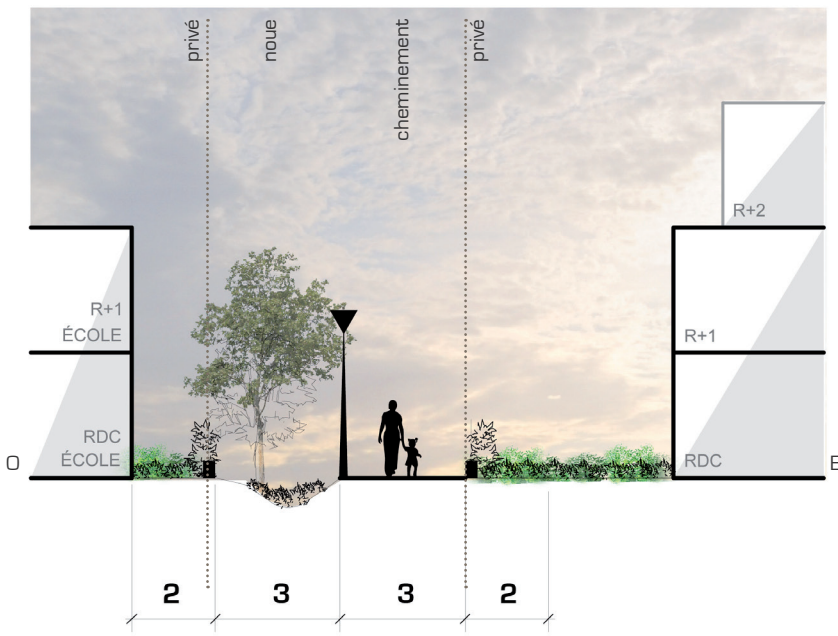 privé
noue
cheminement
privé
R+2
R+1
ÉCOLE
R+1
RDC
ÉCOLE
RDC
O
E
2
3
3
2